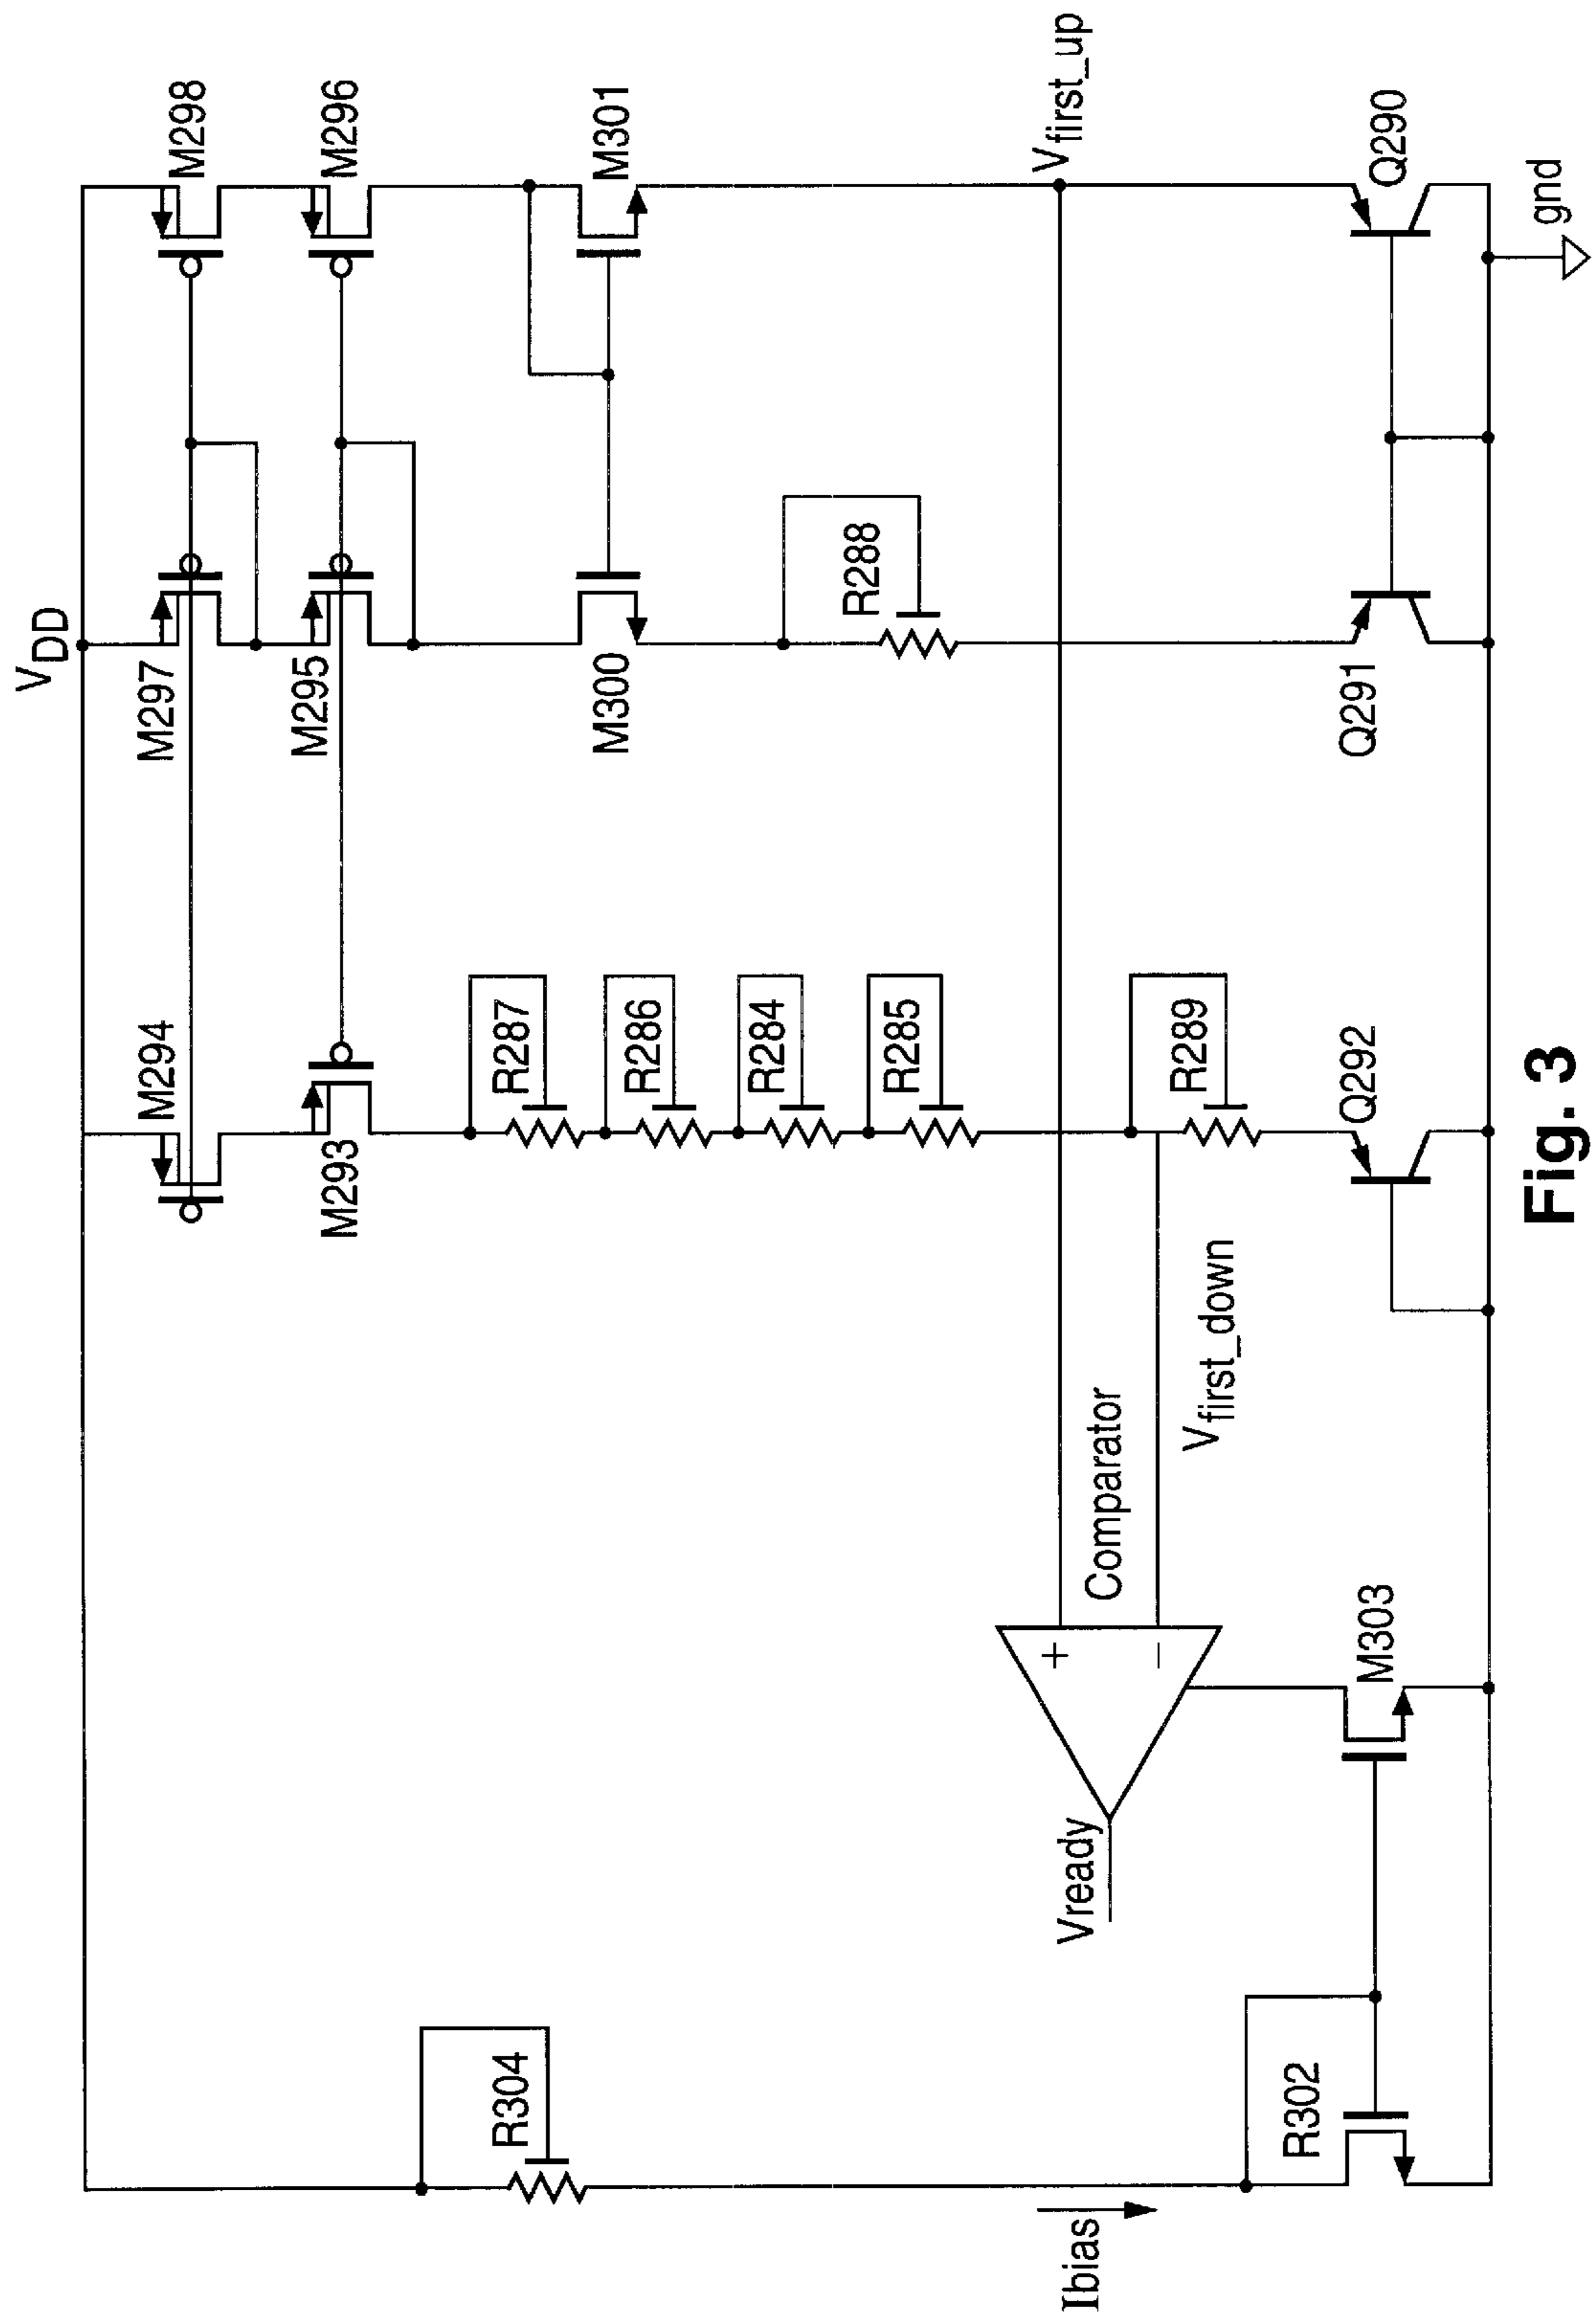 VDD
M298
M297
M294
M296
M295
M293
M301
M300
R287
R286
R284
R285
R288
R304
Vfirst_up
Comparator
+
−
Vready
Vfirst_down
R289
Ibias
Q290
Q291
Q292
M303
R302
gnd
Fig. 3